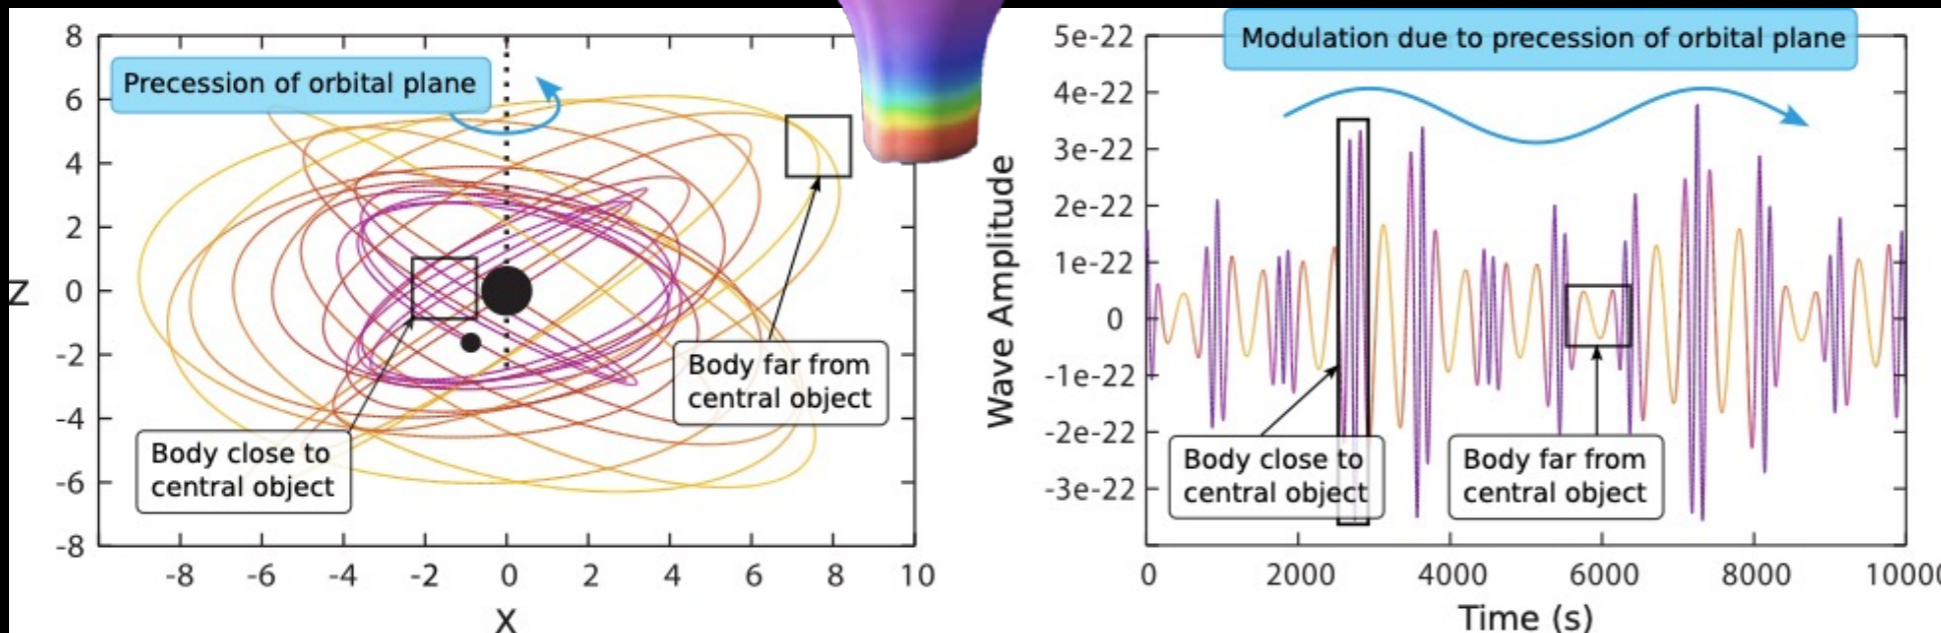 8
6
4
2
0
-2
-4
-6
-8
Z
Precession of orbital plane
Body far from
central object
Body close to
central object
-8 -6 -4 -2 0 2 4 6 8 10
X
5e-22
4e-22
3e-22
2e-22
1e-22
0
-1e-22
-2e-22
-3e-22
Wave Amplitude
Modulation due to precession of orbital plane
Body close to
central object
Body far from
central object
0 2000 4000 6000 8000 10000
Time (s)